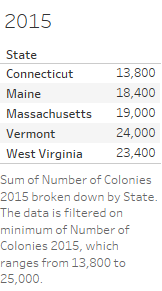 2015
State
Connecticut 13,800
Maine 18,400
Massachusetts 19,000
Vermont 24,000
West Virginia 23,400
Sum of Number of Colonies
2015 broken down by State.
The data is filtered on
minimum of Number of
Colonies 2015, which
ranges from 13,800 to
25,000.